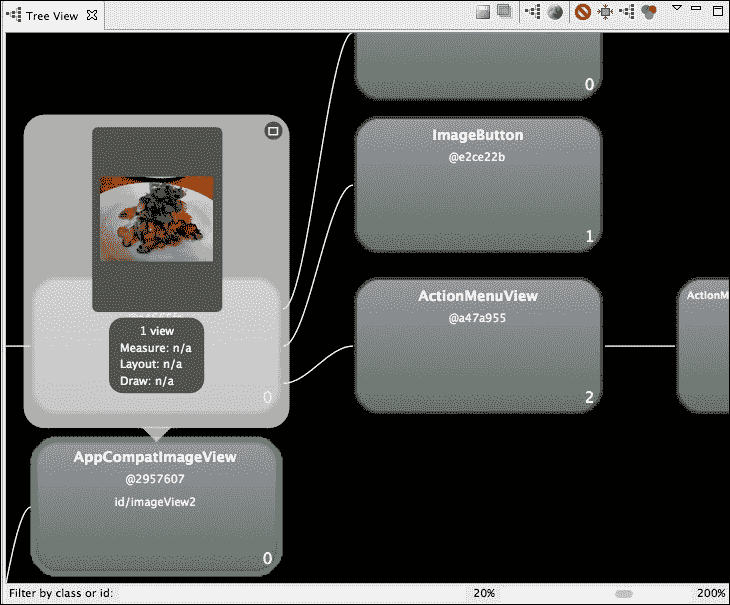 Tree View
0
ImageButton
@e2ce22b
1
1 view
Measure: n/a
Layout: n/a
Draw: n/a
0
ActionMenuView
@a47a955
2
ActionM
AppCompatImageView
@2957607
id/imageView2
0
Filter by class or id:
20%
200%